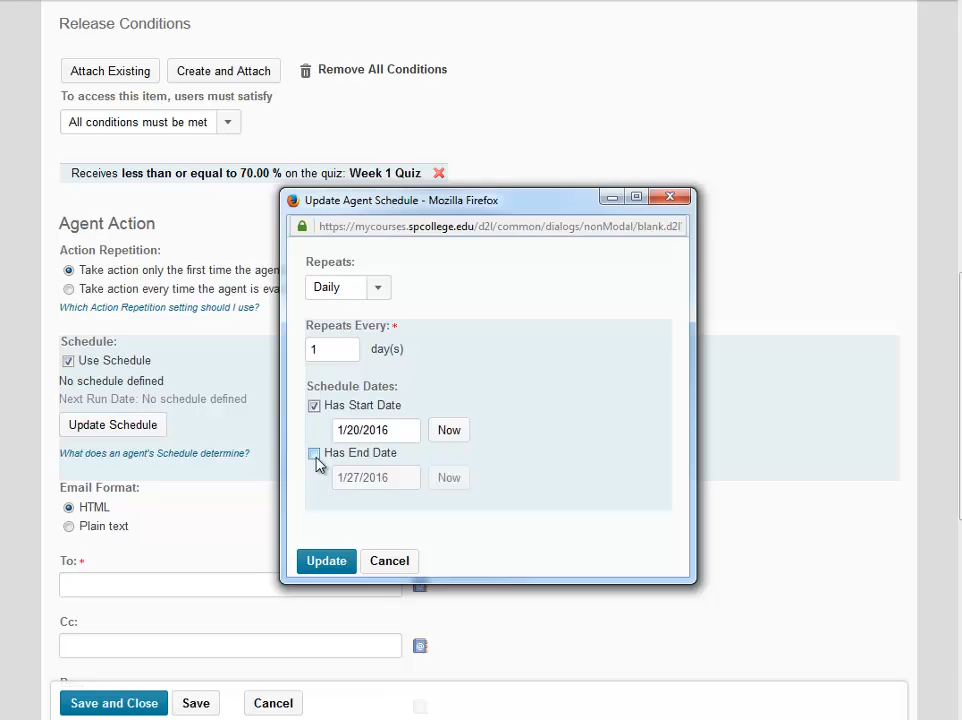 Release Conditions
Attach Existing
Create and Attach
Remove All Conditions
To access this item, users must satisfy
All conditions must be met
Receives less than or equal to 70.00 % on the quiz: Week 1 Quiz
Agent Action
Action Repetition:
Take action only the first time the agen
Take action every time the agent is eva
Which Action Repetition setting should I use?
Schedule:
Use Schedule
No schedule defined
Next Run Date: No schedule defined
Update Schedule
What does an agent's Schedule determine?
Email Format:
HTML
Plain text
To: *
Cc:
Save and Close
Save
Cancel
Update Agent Schedule - Mozilla Firefox
https://mycourses.spcollege.edu/d2l/common/dialogs/nonModal/blank.d2l
Repeats:
Daily
Repeats Every: *
1 day(s)
Schedule Dates:
Has Start Date
1/20/2016 Now
Has End Date
1/27/2016 Now
Update
Cancel